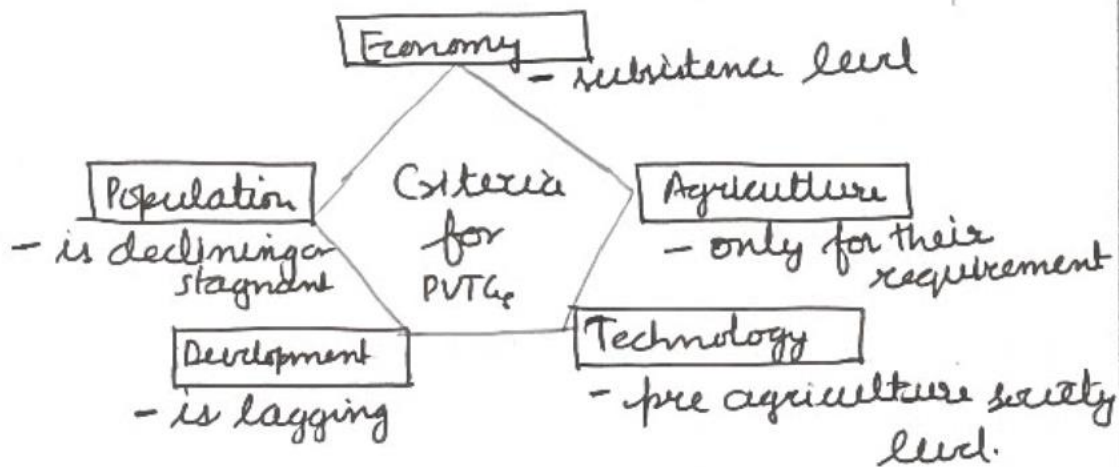 Economy
- subsistence level
Population
- is declining or
stagnant
Criteria
for
PVTGs
Agriculture
- only for their
requirement
Development
- is lagging
Technology
- pre agriculture society
level.